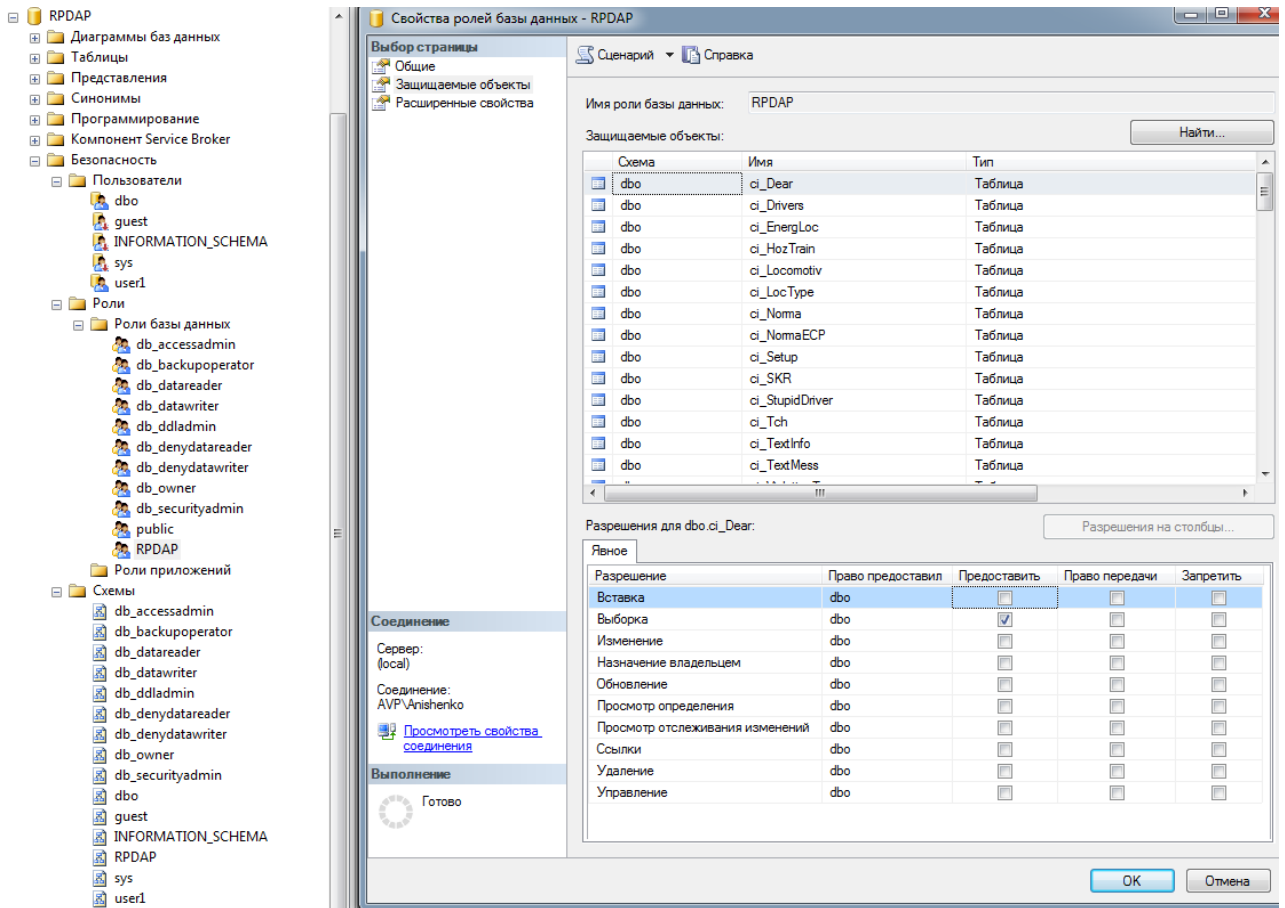 RPDAP
Диаграммы баз данных
Таблицы
Представления
Синонимы
Программирование
Компонент Service Broker
Безопасность
Пользователи
dbo
guest
INFORMATION_SCHEMA
sys
user1
Роли
Роли базы данных
db_accessadmin
db_backupoperator
db_datareader
db_datawriter
db_ddladmin
db_denydatareader
db_denydatawriter
db_owner
db_securityadmin
public
RPDAP
Роли приложений
Схемы
db_accessadmin
db_backupoperator
db_datareader
db_datawriter
db_ddladmin
db_denydatareader
db_denydatawriter
db_owner
db_securityadmin
dbo
guest
INFORMATION_SCHEMA
RPDAP
sys
user1
Свойства ролей базы данных - RPDAP
Выбор страницы
Общие
Защищаемые объекты
Расширенные свойства
Соединение
Сервер:
(local)
Соединение:
AVP\Anishenko
Просмотреть свойства
соединения
Выполнение
Готово
Сценарий Справка
Имя роли базы данных: RPDAP
Защищаемые объекты: Найти...
Схема Имя Тип
dbo ci_Dear Таблица
dbo ci_Drivers Таблица
dbo ci_EnergLoc Таблица
dbo ci_HozTrain Таблица
dbo ci_Locomotiv Таблица
dbo ci_LocType Таблица
dbo ci_Norma Таблица
dbo ci_NormaECP Таблица
dbo ci_Setup Таблица
dbo ci_SKR Таблица
dbo ci_StupidDriver Таблица
dbo ci_Tch Таблица
dbo ci_TextInfo Таблица
dbo ci_TextMess Таблица
Разрешения для dbo.ci_Dear: Разрешения на столбцы...
Явное
Разрешение Право предоставил Предоставить Право передачи Запретить
Вставка dbo
Выборка dbo
Изменение dbo
Назначение владельцем dbo
Обновление dbo
Просмотр определения dbo
Просмотр отслеживания изменений dbo
Ссылки dbo
Удаление dbo
Управление dbo
OK Отмена